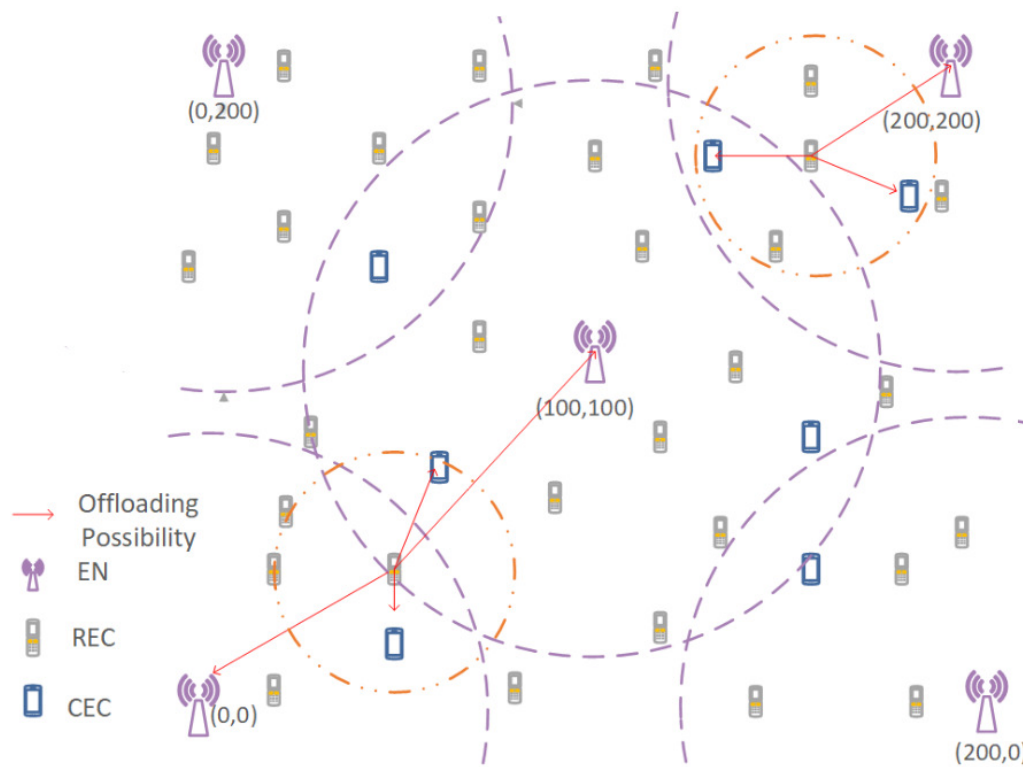 (0,200)
(200,200)
(100,100)
Offloading
Possibility
EN
REC
CEC
(0,0)
(200,0)